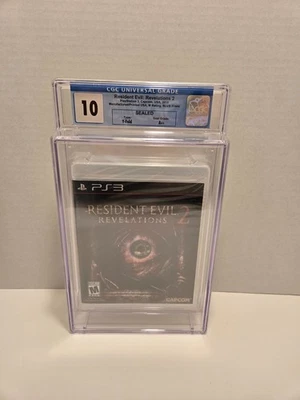 CGC UNIVERSAL GRADE
10
Resident Evil: Revelations 2
PlayStation 3, Capcom, USA, 2015
SEALED
PS3
RESIDENT EVIL 2
REVELATIONS
M
CAPCOM